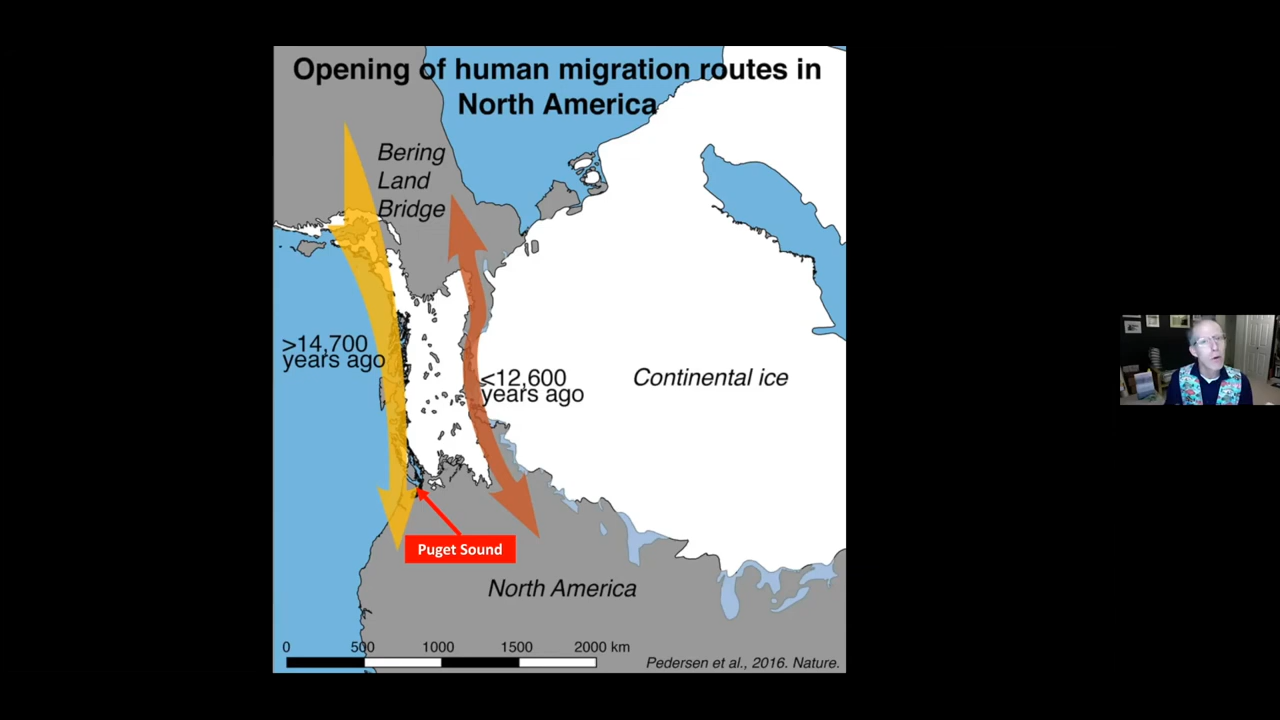 Opening of human migration routes in
North America
Bering
Land
Bridge
>14,700
years ago
<12,600
years ago
Continental ice
Puget Sound
North America
0 500 1000 1500 2000 km
Pedersen et al., 2016. Nature.